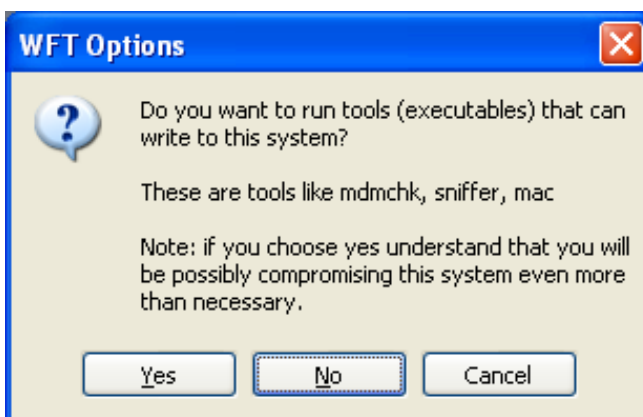 WFT Options
Do you want to run tools (executables) that can
write to this system?
These are tools like mdmchk, sniffer, mac
Note: if you choose yes understand that you will
be possibly compromising this system even more
than necessary.
Yes
No
Cancel